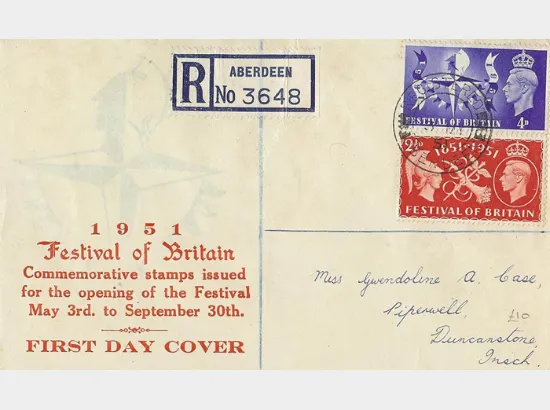 R ABERDEEN
No 3648
FESTIVAL OF BRITAIN 4D
2½D 1851-1951
FESTIVAL OF BRITAIN
1951
Festival of Britain
Commemorative stamps issued
for the opening of the Festival
May 3rd. to September 30th.
FIRST DAY COVER
Miss Gwendoline A. Case,
Piperwell,
£10
Duncanstone,
Insch.